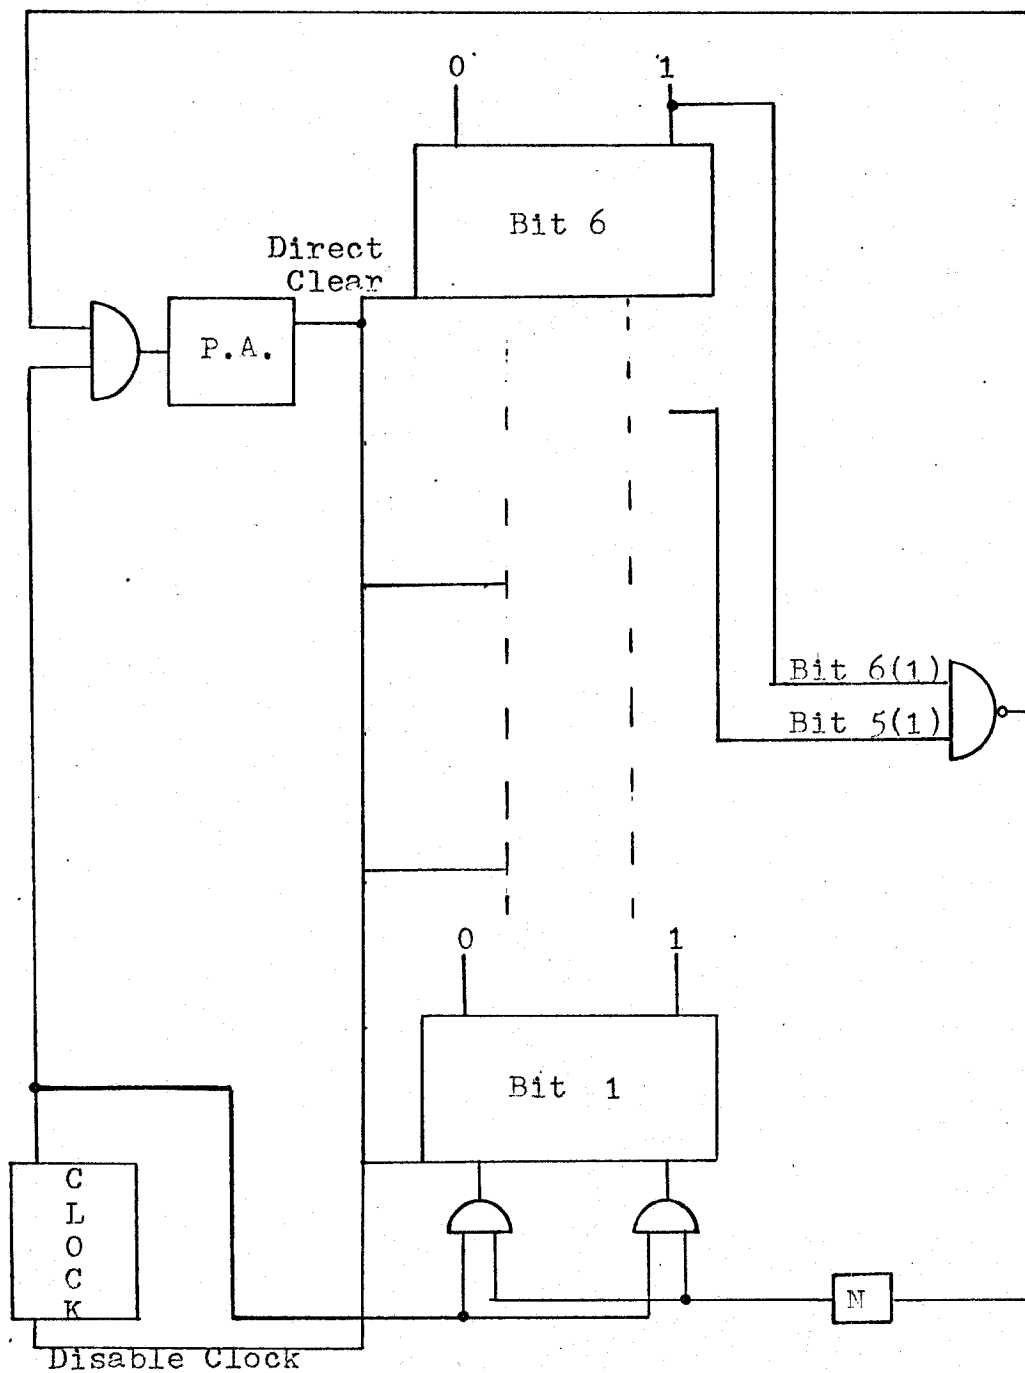 0 1
Bit 6
Direct
Clear
P.A.
Bit 6(1)
Bit 5(1)
0 1
Bit 1
C
L
O
C
K
N
Disable Clock